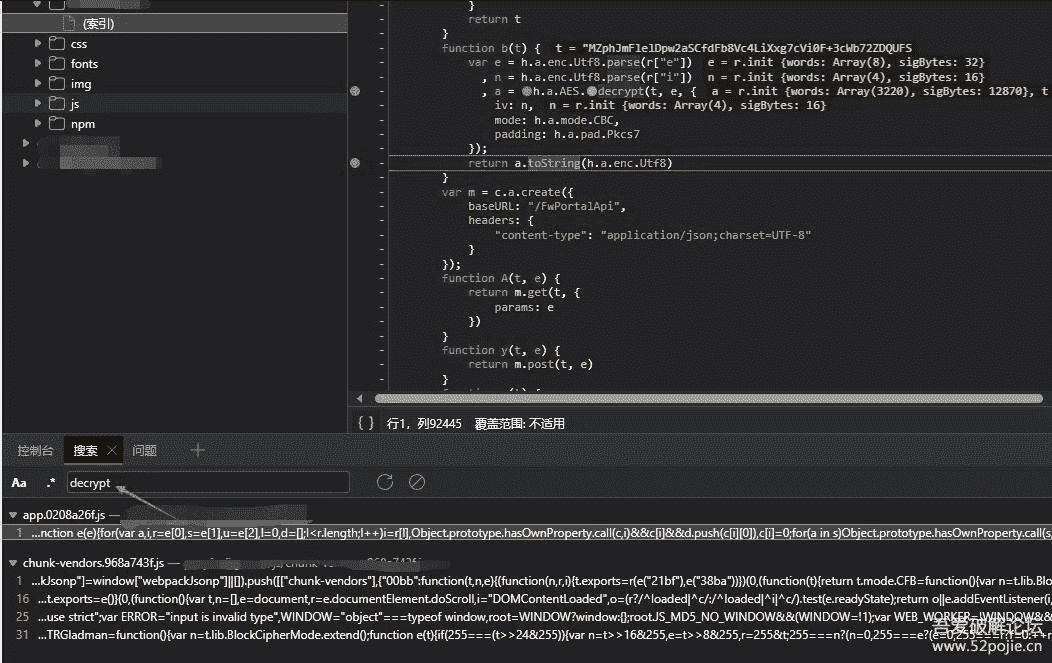 (索引)
css
fonts
img
js
npm
}
return t
}
function b(t) { t = "MZphJmFlelDpw2aSCfdFb8Vc4LiXxg7cVi0F+3cWb72ZDQUFS
var e = h.a.enc.Utf8.parse(r["e"]) e = r.init {words: Array(8), sigBytes: 32}
, n = h.a.enc.Utf8.parse(r["i"]) n = r.init {words: Array(4), sigBytes: 16}
, a = h.a.AES.decrypt(t, e, { a = r.init {words: Array(3220), sigBytes: 12870}, t
iv: n, n = r.init {words: Array(4), sigBytes: 16}
mode: h.a.mode.CBC,
padding: h.a.pad.Pkcs7
});
return a.toString(h.a.enc.Utf8)
}
var m = c.a.create({
baseURL: "/FwPortalApi",
headers: {
"content-type": "application/json;charset=UTF-8"
}
});
function A(t, e) {
return m.get(t, {
params: e
})
}
function y(t, e) {
return m.post(t, e)
}
{ } 行1，列92445 覆盖范围: 不适用
控制台 搜索 × 问题 +
Aa .* decrypt
app.0208a26f.js —
1 ...nction e(e){for(var a,i,r=e[0],s=e[1],u=e[2],l=0,d=[];l<r.length;l++)i=r[l],Object.prototype.hasOwnProperty.call(c,i)&&c[i]&&d.push(c[i][0]),c[i]=0;for(a in s)Object.prototype.hasOwnProperty.call(s,
chunk-vendors.968a743f.js —
1 ...kJsonp"]=window["webpackJsonp"]||[]).push([["chunk-vendors"],{"00bb":function(t,n,e){(function(n,r,i){t.exports=r(e("21bf"),e("38ba"))})(0,(function(t){return t.mode.CFB=function(){var n=t.lib.Blo
16 ...t.exports=e()}(0,(function(){var t,n=[],e=document,r=e.documentElement.doScroll,i="DOMContentLoaded",o=(r?/^loaded|^c/:/^loaded|^i|^c/).test(e.readyState);return o||e.addEventListener(i,
25 ...use strict";var ERROR="input is invalid type",WINDOW="object"===typeof window,root=WINDOW?window:{};root.JS_MD5_NO_WINDOW&&(WINDOW=!1);var WEB_WORKER=!WINDOW&&
31 ...TRGladman=function(){var n=t.lib.BlockCipherMode.extend();function e(t){if(255===(t>>24&255)){var n=t>>16&255,e=t>>8&255,r=255&t;255===n?(n=0,255===e?(e=0,255===r?r=0:++r
吾爱破解论坛
www.52pojie.cn